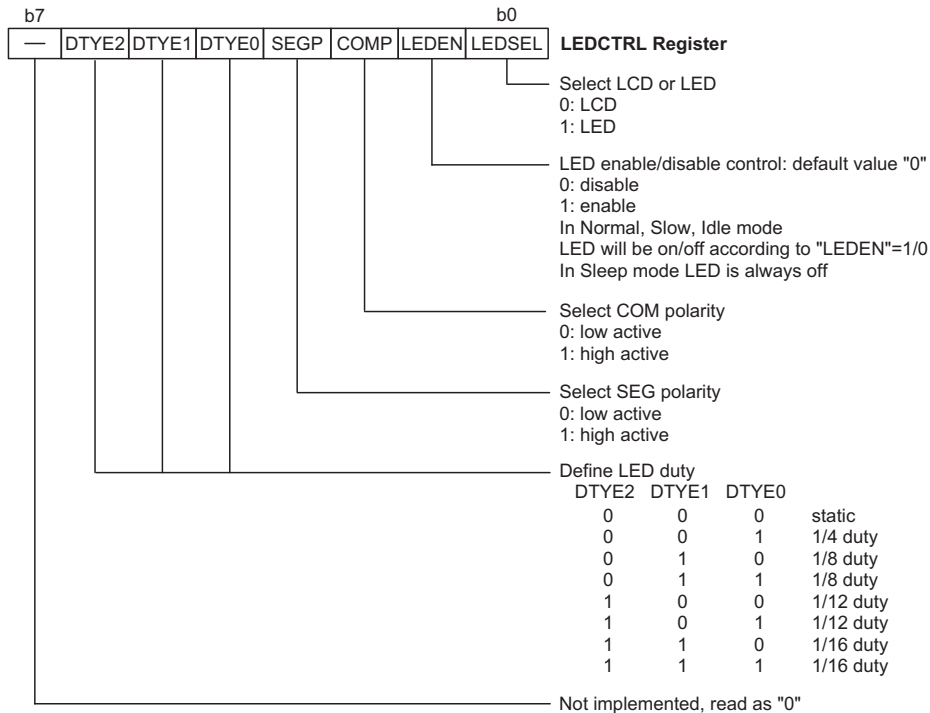 b7 b0
— DTYE2 DTYE1 DTYE0 SEGP COMP LEDEN LEDSEL LEDCTRL Register
Select LCD or LED
0: LCD
1: LED
LED enable/disable control: default value "0"
0: disable
1: enable
In Normal, Slow, Idle mode
LED will be on/off according to "LEDEN"=1/0
In Sleep mode LED is always off
Select COM polarity
0: low active
1: high active
Select SEG polarity
0: low active
1: high active
Define LED duty
DTYE2 DTYE1 DTYE0
0 0 0 static
0 0 1 1/4 duty
0 1 0 1/8 duty
0 1 1 1/8 duty
1 0 0 1/12 duty
1 0 1 1/12 duty
1 1 0 1/16 duty
1 1 1 1/16 duty
Not implemented, read as "0"